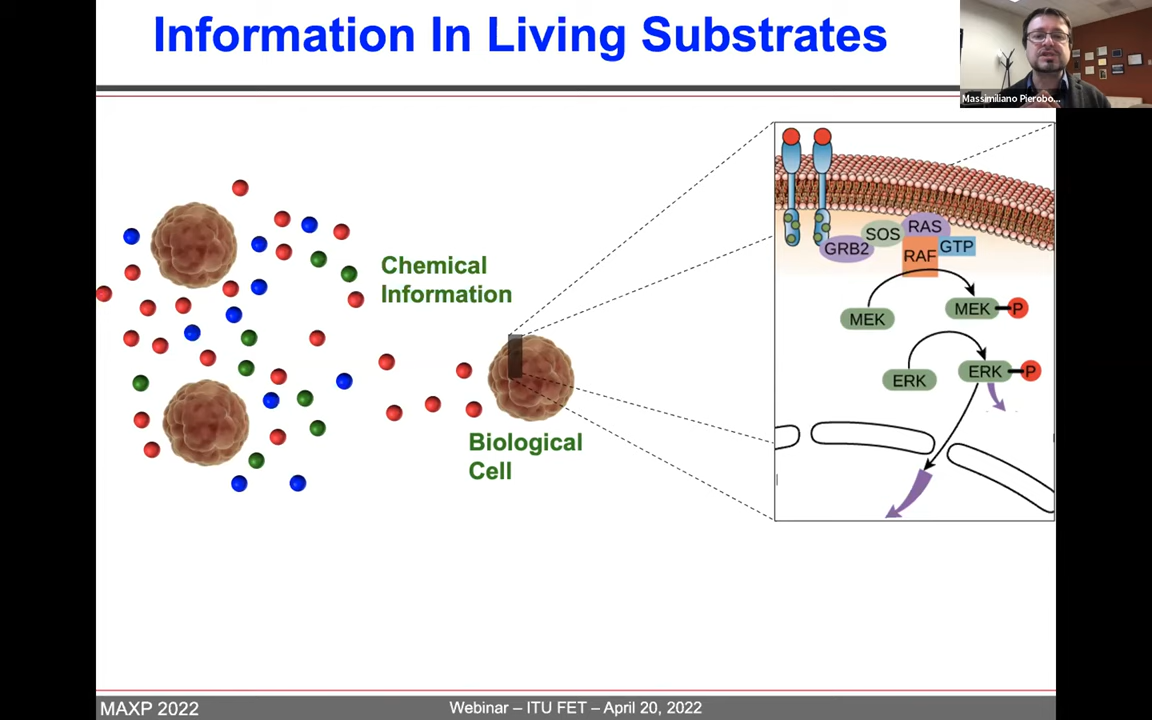 Information In Living Substrates
Massimiliano Pierobo...
Chemical
Information
Biological
Cell
GRB2
SOS
RAS
RAF
GTP
MEK
MEK
P
ERK
ERK
P
MAXP 2022
Webinar – ITU FET – April 20, 2022